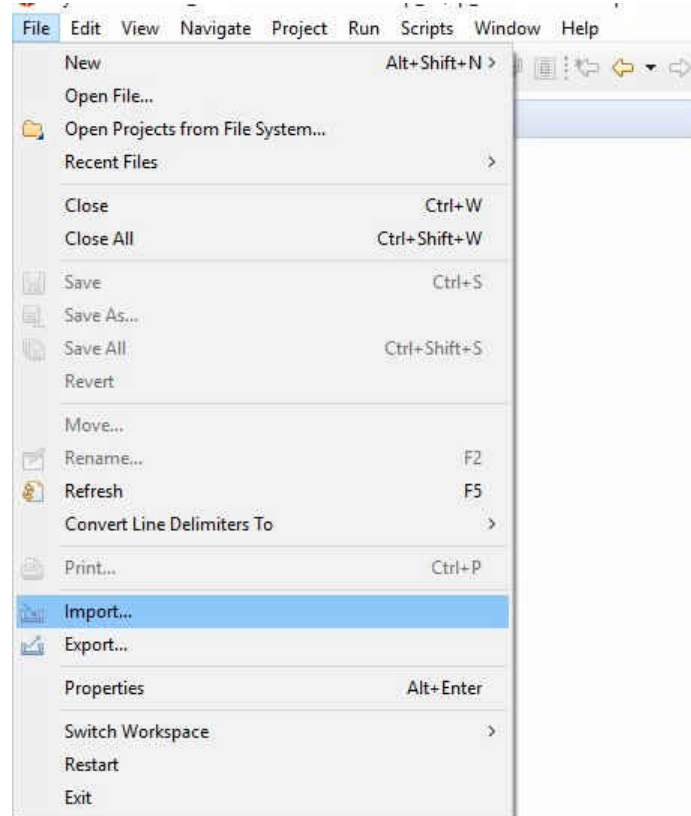 File Edit View Navigate Project Run Scripts Window Help
New Alt+Shift+N >
Open File...
Open Projects from File System...
Recent Files >
Close Ctrl+W
Close All Ctrl+Shift+W
Save Ctrl+S
Save As...
Save All Ctrl+Shift+S
Revert
Move...
Rename... F2
Refresh F5
Convert Line Delimiters To >
Print... Ctrl+P
Import...
Export...
Properties Alt+Enter
Switch Workspace >
Restart
Exit